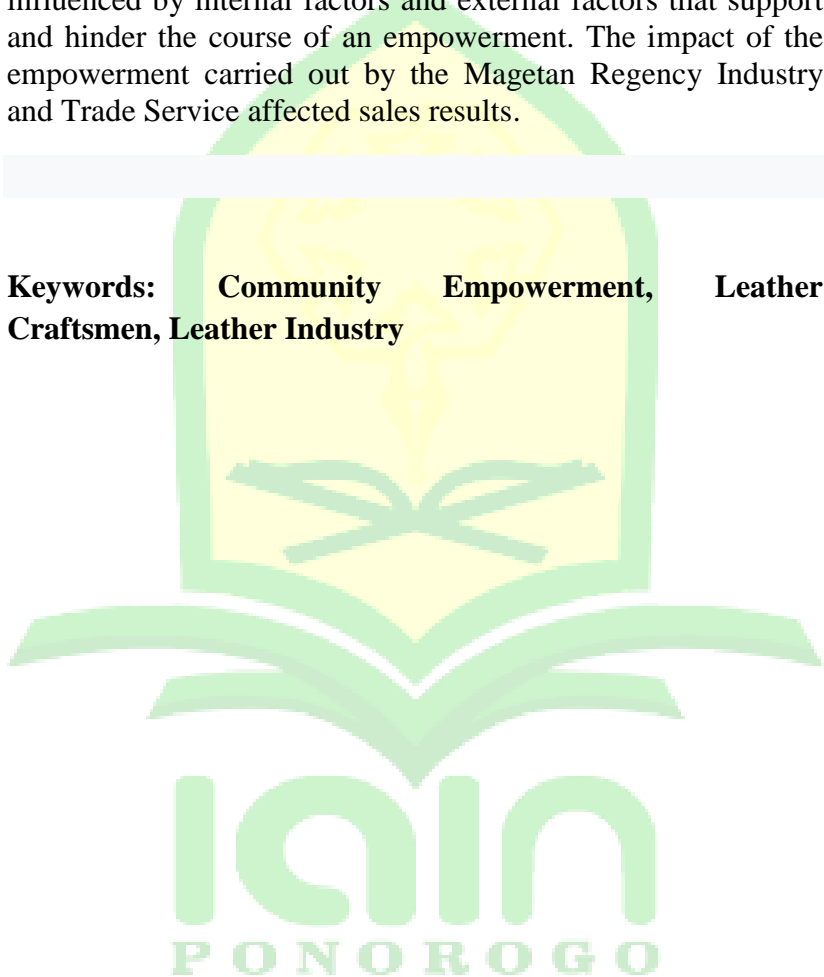 influenced by internal factors and external factors that support
and hinder the course of an empowerment. The impact of the
empowerment carried out by the Magetan Regency Industry
and Trade Service affected sales results.
Keywords: Community Empowerment, Leather
Craftsmen, Leather Industry
iain
PONOROGO